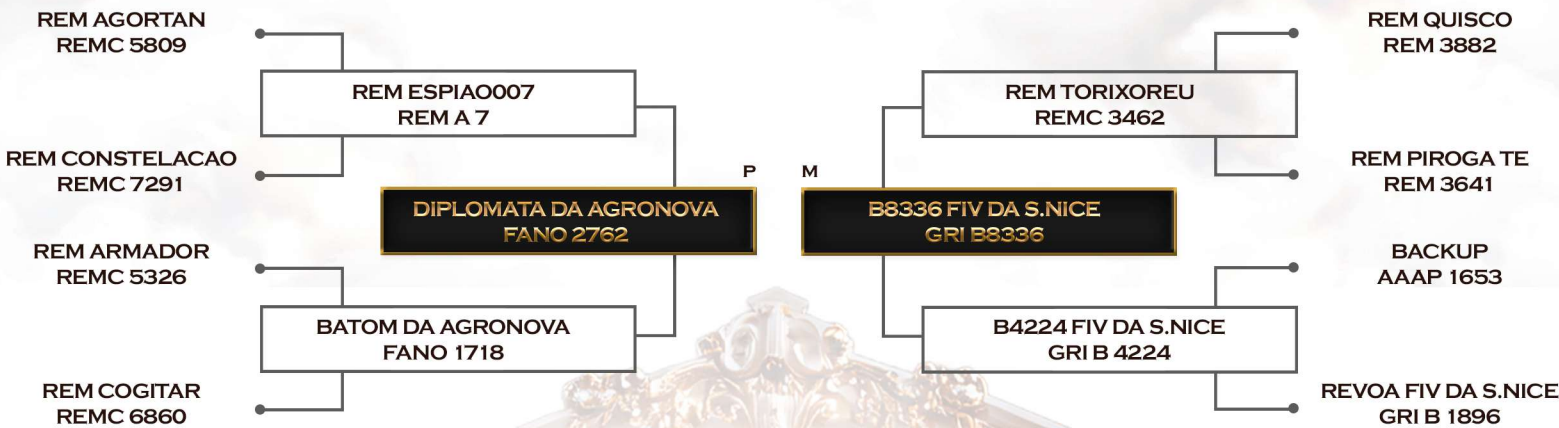 REM AGORTAN
REMC 5809
REM ESPIAO007
REM A 7
REM CONSTELACAO
REMC 7291
P
DIPLOMATA DA AGRONOVA
FANO 2762
REM ARMADOR
REMC 5326
BATOM DA AGRONOVA
FANO 1718
REM COGITAR
REMC 6860
REM QUISCO
REM 3882
REM TORIXOREU
REMC 3462
REM PIROGA TE
REM 3641
M
B8336 FIV DA S.NICE
GRI B8336
BACKUP
AAAP 1653
B4224 FIV DA S.NICE
GRI B 4224
REVOA FIV DA S.NICE
GRI B 1896